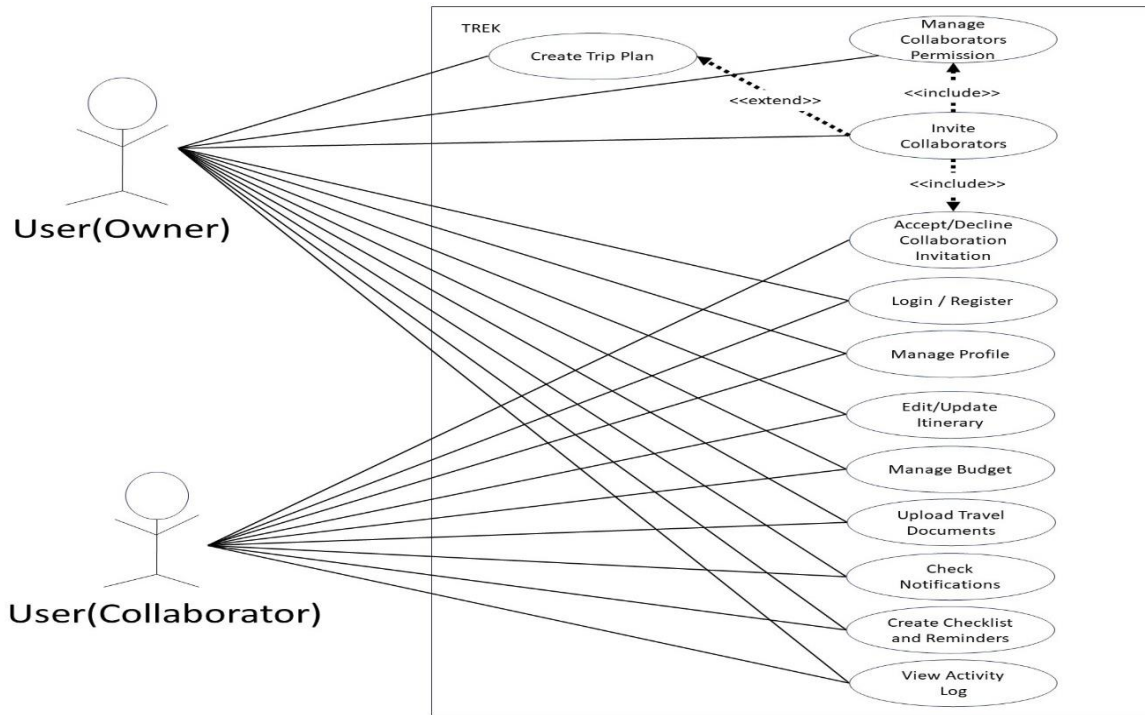 TREK
Create Trip Plan
Manage
Collaborators
Permission
<<extend>>
<<include>>
Invite
Collaborators
<<include>>
User(Owner)
Accept/Decline
Collaboration
Invitation
Login / Register
Manage Profile
Edit/Update
Itinerary
Manage Budget
Upload Travel
Documents
Check
Notifications
User(Collaborator)
Create Checklist
and Reminders
View Activity
Log